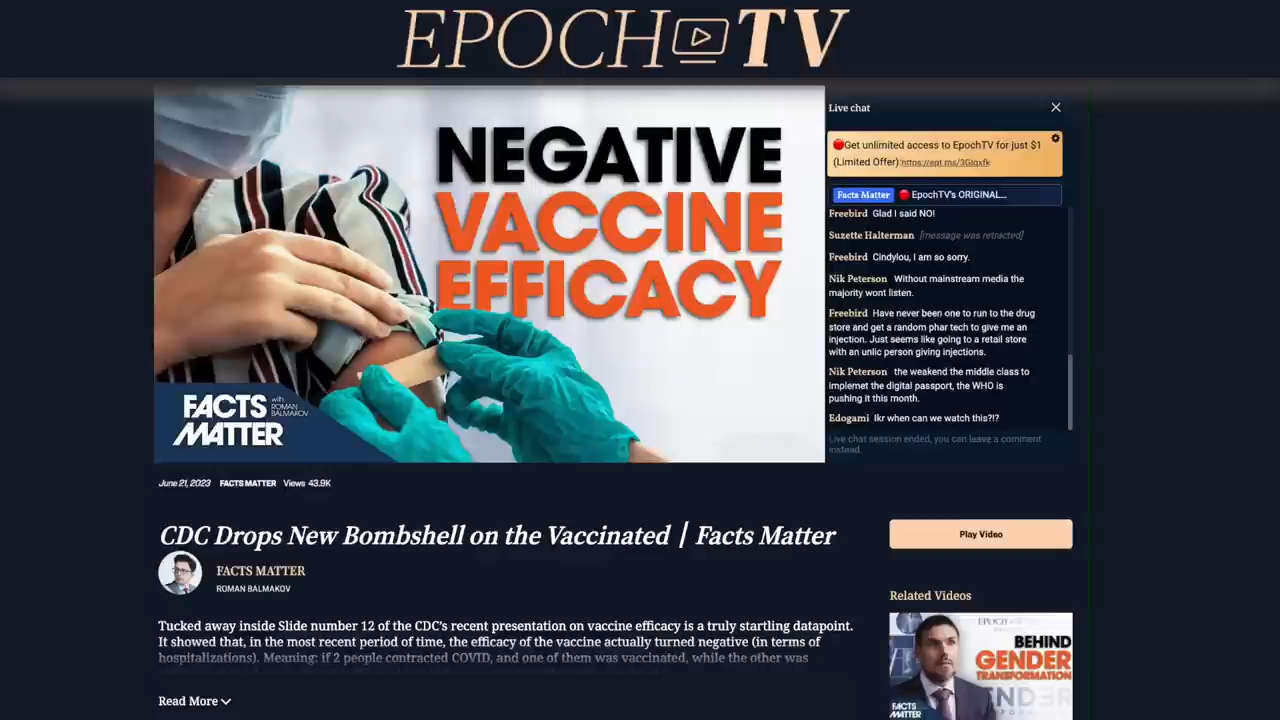 EPOCH TV
NEGATIVE
VACCINE
EFFICACY
FACTS
with
ROMAN
BALMAKOV
MATTER
Live chat
Get unlimited access to EpochTV for just $1
(Limited Offer):https://ept.ms/3GIqxfk
Facts Matter EpochTV's ORIGINAL...
Freebird Glad I said NO!
Suzette Halterman [message was retracted]
Freebird Cindylou, I am so sorry.
Nik Peterson Without mainstream media the
majority wont listen.
Freebird Have never been one to run to the drug
store and get a random phar tech to give me an
injection. Just seems like going to a retail store
with an unlic person giving injections.
Nik Peterson the weakend the middle class to
implemet the digital passport, the WHO is
pushing it this month.
Edogami Ikr when can we watch this?!?
Live chat session ended, you can leave a comment
instead.
June 21, 2023 FACTS MATTER Views 43.9K
CDC Drops New Bombshell on the Vaccinated | Facts Matter
FACTS MATTER
ROMAN BALMAKOV
Tucked away inside Slide number 12 of the CDC's recent presentation on vaccine efficacy is a truly startling datapoint.
It showed that, in the most recent period of time, the efficacy of the vaccine actually turned negative (in terms of
hospitalizations). Meaning: if 2 people contracted COVID, and one of them was vaccinated, while the other was
Read More
Play Video
Related Videos
BEHIND
GENDER
TRANSFORMATION
FACTS
MATTER